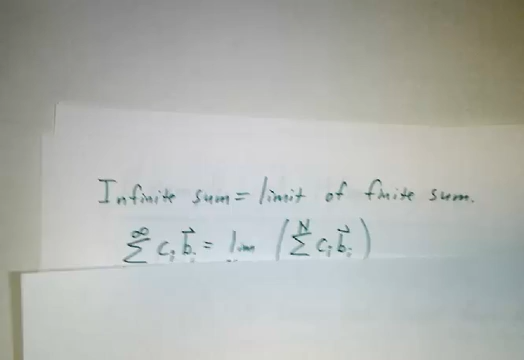 Infinite sum = limit of finite sum.
∞ N
∑ cᵢ b⃗ᵢ = lim (∑ cᵢ b⃗ᵢ)